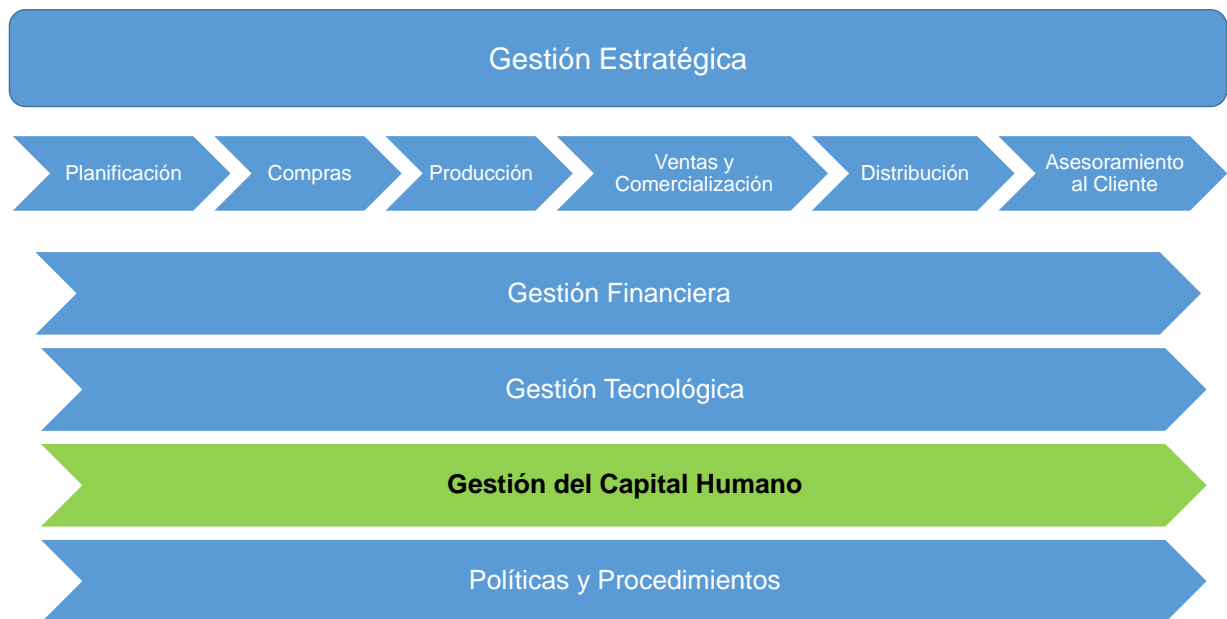 Gestión Estratégica
Planificación
Compras
Producción
Ventas y
Comercialización
Distribución
Asesoramiento
al Cliente
Gestión Financiera
Gestión Tecnológica
Gestión del Capital Humano
Políticas y Procedimientos